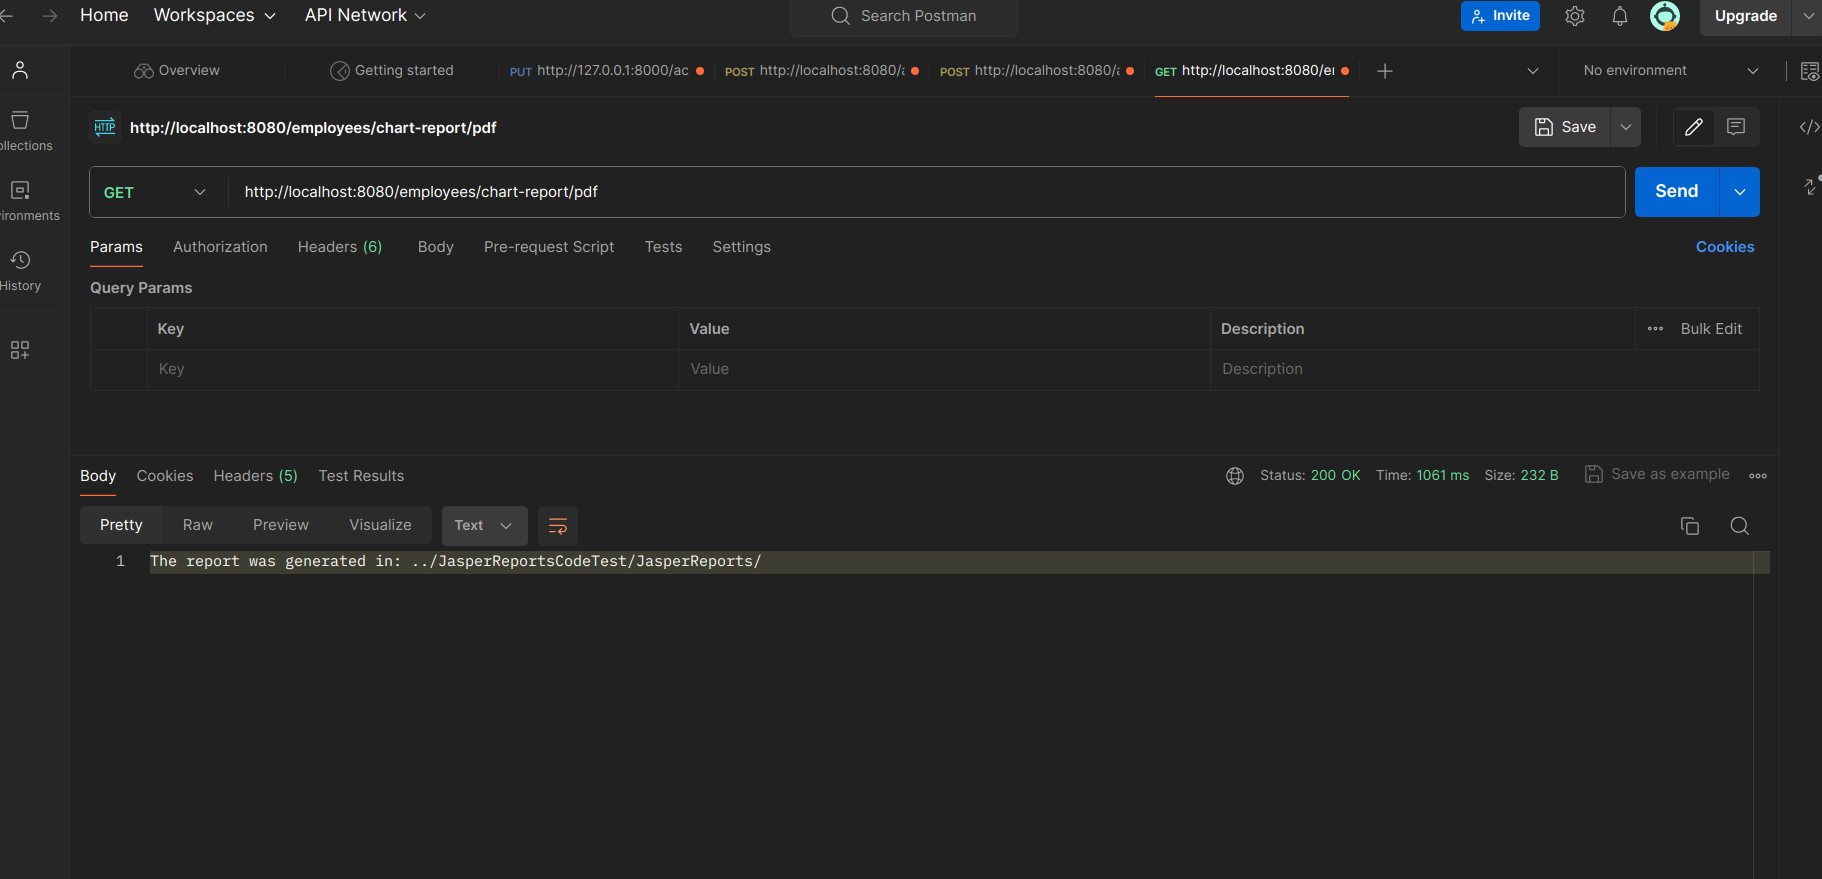 Home Workspaces API Network Search Postman Invite Upgrade
Overview Getting started PUT http://127.0.0.1:8000/ac POST http://localhost:8080/a POST http://localhost:8080/a GET http://localhost:8080/em No environment
HTTP http://localhost:8080/employees/chart-report/pdf Save
ollections
GET http://localhost:8080/employees/chart-report/pdf Send
ironments
Params Authorization Headers (6) Body Pre-request Script Tests Settings Cookies
History
Query Params
Key Value Description Bulk Edit
Key Value Description
Body Cookies Headers (5) Test Results Status: 200 OK Time: 1061 ms Size: 232 B Save as example
Pretty Raw Preview Visualize Text
1 The report was generated in: ../JasperReportsCodeTest/JasperReports/